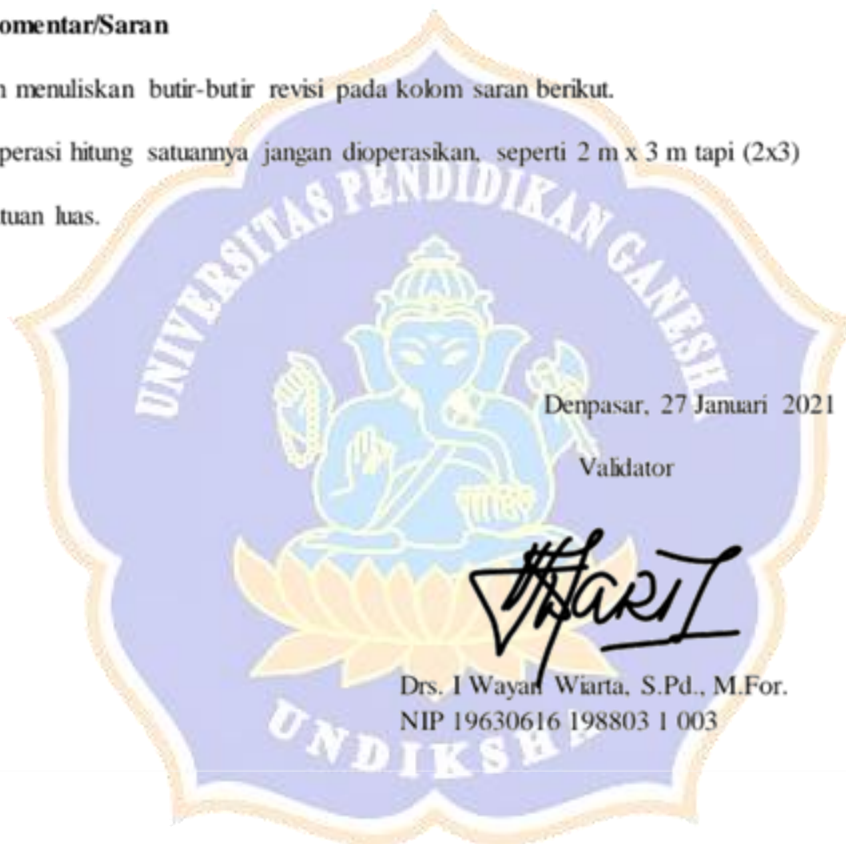 omentar/Saran
n menuliskan butir-butir revisi pada kolom saran berikut.
perasi hitung satuannya jangan dioperasikan, seperti 2 m x 3 m tapi (2x3)
tuan luas.
UNIVERSITAS PENDIDIKAN GANESHA
Denpasar, 27 Januari 2021
Validator
Drs. I Wayan Wiarta, S.Pd., M.For.
NIP 19630616 198803 1 003
UNDIKSHA